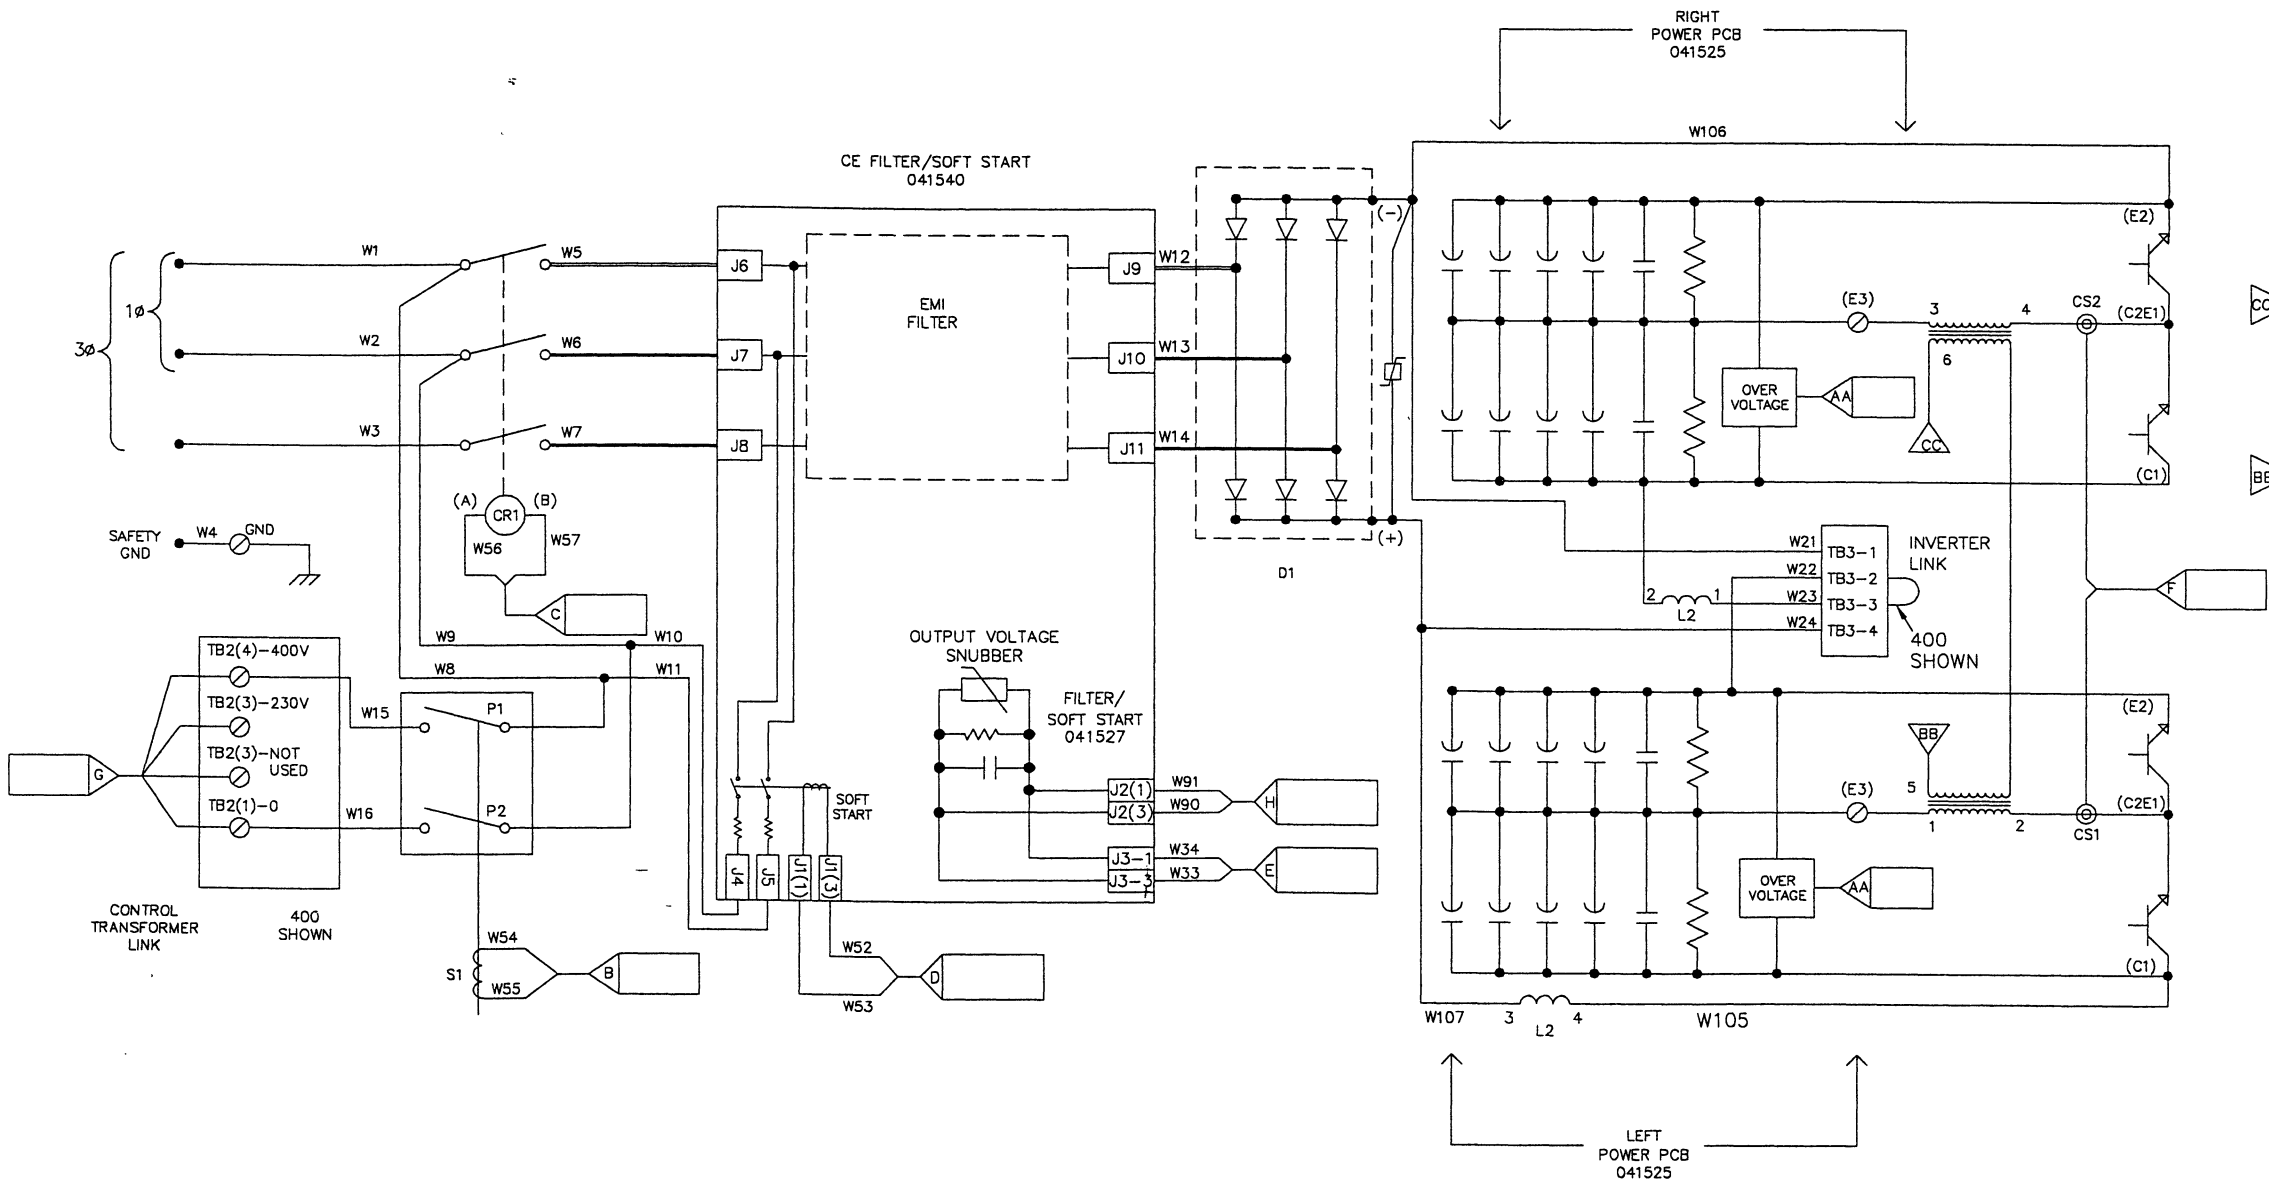 RIGHT
POWER PCB
041525
W106
CE FILTER/SOFT START
041540
(-)
(E2)
W1
W5
J6
J9
W12
1ø
3ø
EMI
FILTER
(E3)
3
4
CS2
(C2E1)
W2
W6
J7
J10
W13
6
OVER
VOLTAGE
AA
W3
W7
J8
J11
W14
CC
(C1)
(A)
(B)
CR1
W56
W57
(+)
SAFETY
GND
W4
GND
D1
W21
TB3-1
INVERTER
LINK
W22
TB3-2
2
1
L2
W23
TB3-3
W24
TB3-4
400
SHOWN
F
C
W9
W10
W8
W11
TB2(4)-400V
TB2(3)-230V
TB2(3)-NOT
USED
TB2(1)-0
G
W15
P1
W16
P2
OUTPUT VOLTAGE
SNUBBER
FILTER/
SOFT START
041527
SOFT
START
J2(1)
W91
J2(3)
W90
H
J3-1
W34
J3-3
W33
E
J4
J5
J1(1)
J1(3)
(E2)
BB
5
(E3)
(C2E1)
1
2
CS1
OVER
VOLTAGE
AA
(C1)
CONTROL
TRANSFORMER
LINK
400
SHOWN
S1
W54
W55
B
W52
W53
D
W107
3
L2
4
W105
LEFT
POWER PCB
041525